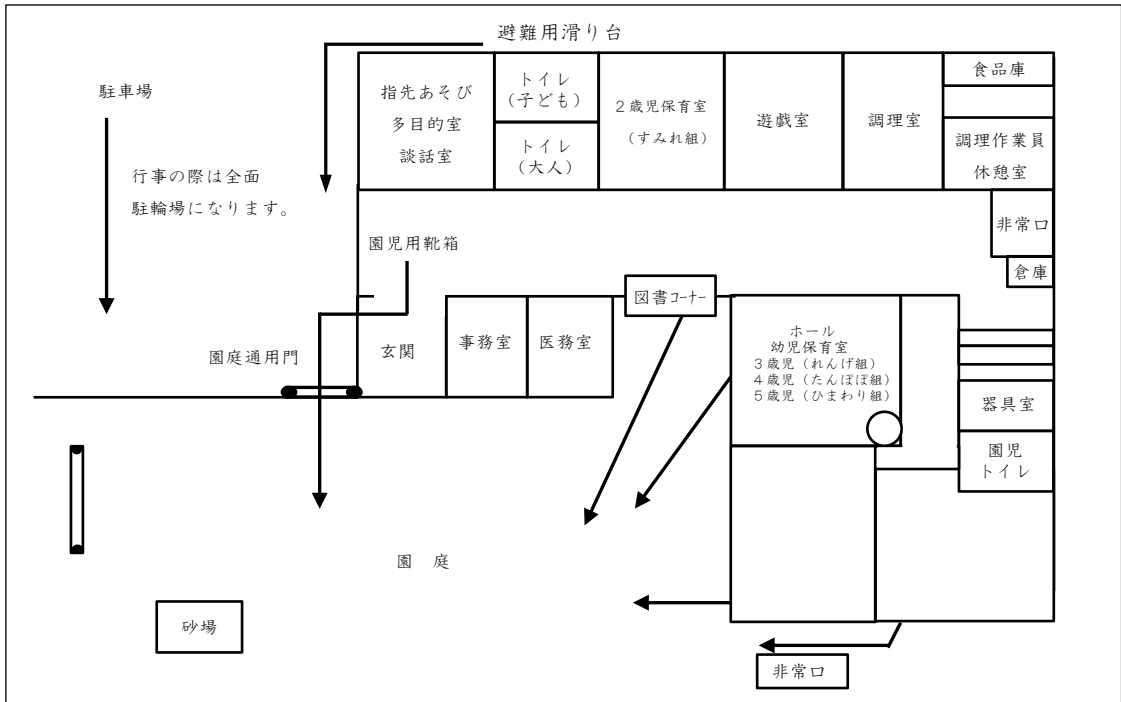 避難用滑り台
駐車場
行事の際は全面
駐輪場になります。
指先あそび
多目的室
談話室
トイレ
(子ども)
トイレ
(大人)
2歳児保育室
(すみれ組)
遊戯室
調理室
食品庫
調理作業員
休憩室
非常口
倉庫
園児用靴箱
図書コーナー
園庭通用門
玄関
事務室
医務室
ホール
幼児保育室
3歳児(れんげ組)
4歳児(たんぽぽ組)
5歳児(ひまわり組)
器具室
園児
トイレ
園 庭
砂場
非常口